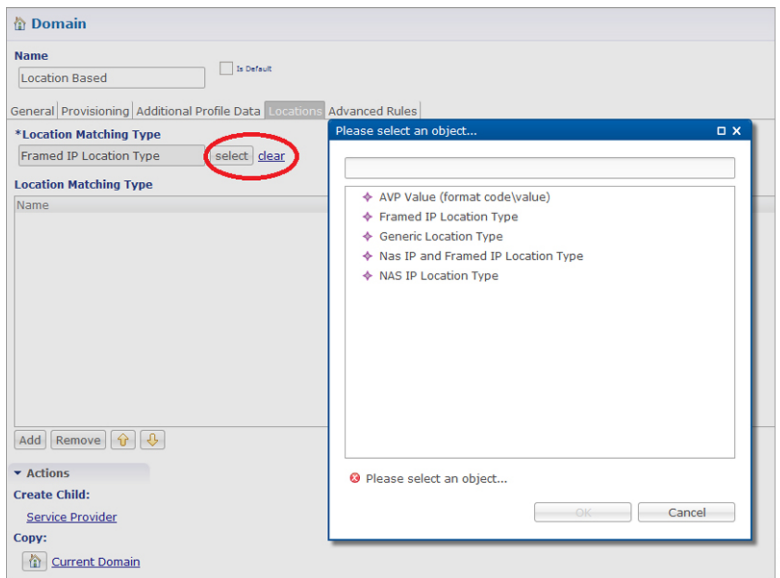 Domain
Name
Location Based
Is Default
General Provisioning Additional Profile Data Locations Advanced Rules
*Location Matching Type
Framed IP Location Type select clear
Location Matching Type
Name
Please select an object...
AVP Value (format code\value)
Framed IP Location Type
Generic Location Type
Nas IP and Framed IP Location Type
NAS IP Location Type
Please select an object...
OK Cancel
Add Remove
Actions
Create Child:
Service Provider
Copy:
Current Domain